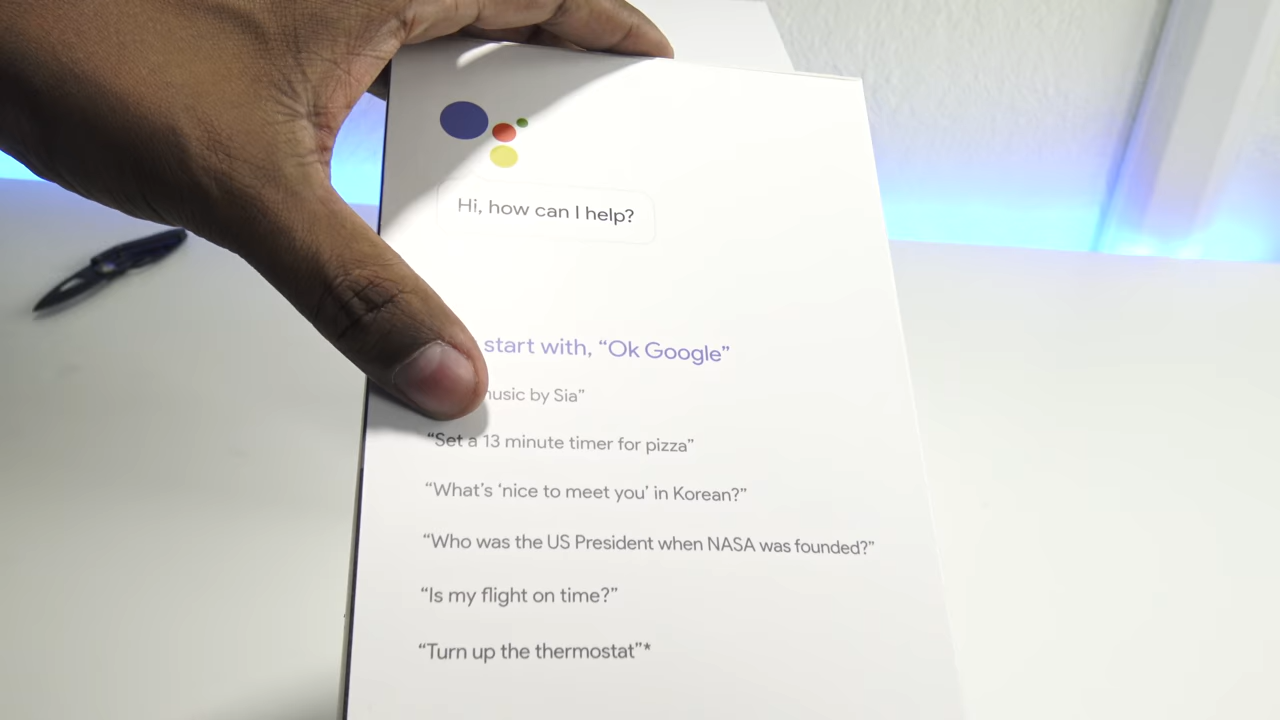 Hi, how can I help?
start with, “Ok Google”
by Sia”
“Set a 13 minute timer for pizza”
“What’s ‘nice to meet you’ in Korean?”
“Who was the US President when NASA was founded?”
“Is my flight on time?”
“Turn up the thermostat”*